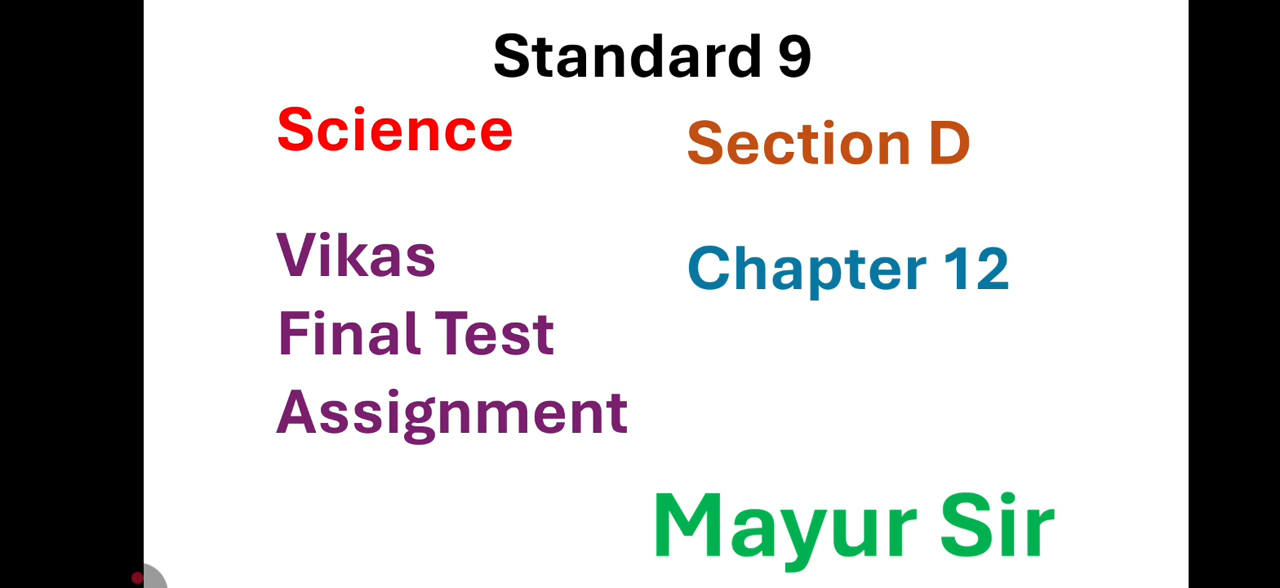 Standard 9
Science
Section D
Vikas
Final Test
Assignment
Chapter 12
Mayur Sir